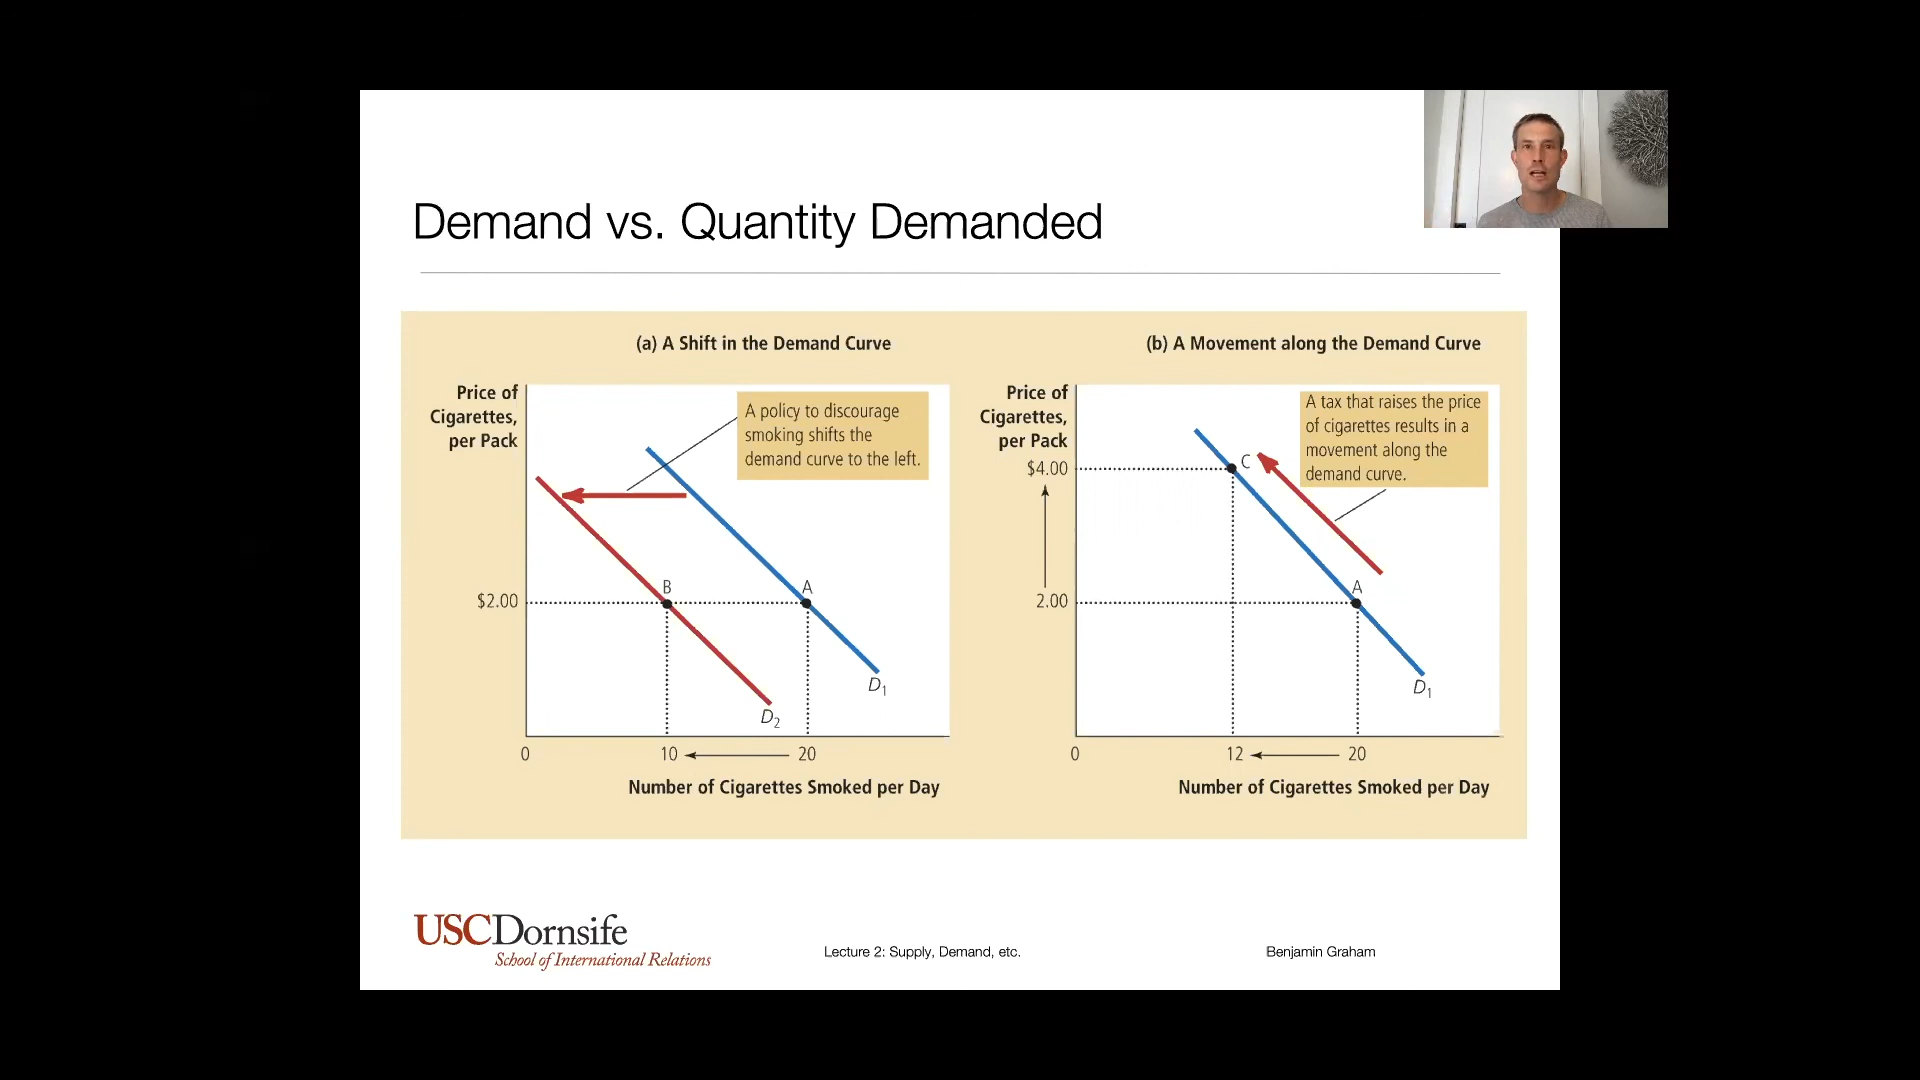 Demand vs. Quantity Demanded
(a) A Shift in the Demand Curve
Price of
Cigarettes,
per Pack
A policy to discourage
smoking shifts the
demand curve to the left.
$2.00
B
A
D1
D2
0
10
20
Number of Cigarettes Smoked per Day
(b) A Movement along the Demand Curve
Price of
Cigarettes,
per Pack
A tax that raises the price
of cigarettes results in a
movement along the
demand curve.
$4.00
C
2.00
A
D1
0
12
20
Number of Cigarettes Smoked per Day
USCDornsife
School of International Relations
Lecture 2: Supply, Demand, etc.
Benjamin Graham